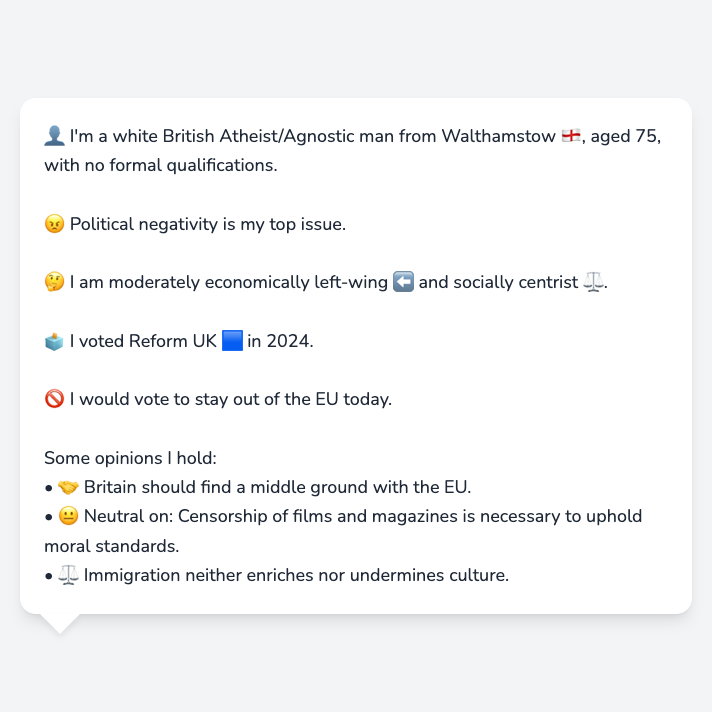 👤 I'm a white British Atheist/Agnostic man from Walthamstow 🏴󠁧󠁢󠁥󠁮󠁧󠁿, aged 75,
with no formal qualifications.
😠 Political negativity is my top issue.
🤔 I am moderately economically left-wing ⬅️ and socially centrist ⚖️.
🗳️ I voted Reform UK 🟦 in 2024.
🚫 I would vote to stay out of the EU today.
Some opinions I hold:
• 🤝 Britain should find a middle ground with the EU.
• 😐 Neutral on: Censorship of films and magazines is necessary to uphold
moral standards.
• ⚖️ Immigration neither enriches nor undermines culture.